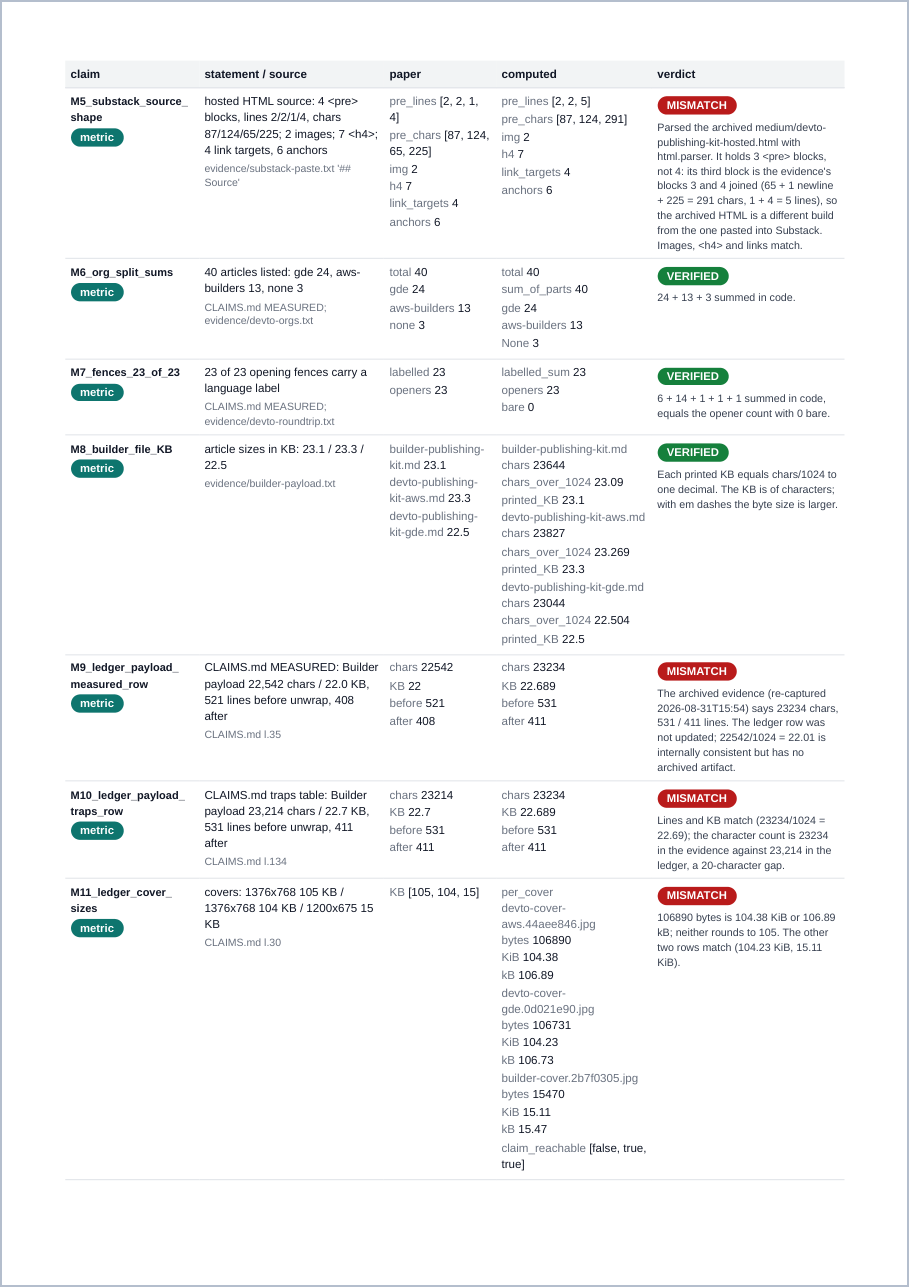 claim statement / source paper computed verdict
M5_substack_source_
shape
metric
hosted HTML source: 4 <pre>
blocks, lines 2/2/1/4, chars
87/124/65/225; 2 images; 7 <h4>;
4 link targets, 6 anchors
evidence/substack-paste.txt '##
Source'
pre_lines [2, 2, 1,
4]
pre_chars [87, 124,
65, 225]
img 2
h4 7
link_targets 4
anchors 6
pre_lines [2, 2, 5]
pre_chars [87, 124, 291]
img 2
h4 7
link_targets 4
anchors 6
MISMATCH
Parsed the archived medium/devto-
publishing-kit-hosted.html with
html.parser. It holds 3 <pre> blocks,
not 4: its third block is the evidence's
blocks 3 and 4 joined (65 + 1 newline
+ 225 = 291 chars, 1 + 4 = 5 lines), so
the archived HTML is a different build
from the one pasted into Substack.
Images, <h4> and links match.
M6_org_split_sums
metric
40 articles listed: gde 24, aws-
builders 13, none 3
CLAIMS.md MEASURED;
evidence/devto-orgs.txt
total 40
gde 24
aws-builders 13
none 3
total 40
sum_of_parts 40
gde 24
aws-builders 13
None 3
VERIFIED
24 + 13 + 3 summed in code.
M7_fences_23_of_23
metric
23 of 23 opening fences carry a
language label
CLAIMS.md MEASURED;
evidence/devto-roundtrip.txt
labelled 23
openers 23
labelled_sum 23
openers 23
bare 0
VERIFIED
6 + 14 + 1 + 1 + 1 summed in code,
equals the opener count with 0 bare.
M8_builder_file_KB
metric
article sizes in KB: 23.1 / 23.3 /
22.5
evidence/builder-payload.txt
builder-publishing-
kit.md 23.1
devto-publishing-
kit-aws.md 23.3
devto-publishing-
kit-gde.md 22.5
builder-publishing-kit.md
chars 23644
chars_over_1024 23.09
printed_KB 23.1
devto-publishing-kit-aws.md
chars 23827
chars_over_1024 23.269
printed_KB 23.3
devto-publishing-kit-gde.md
chars 23044
chars_over_1024 22.504
printed_KB 22.5
VERIFIED
Each printed KB equals chars/1024 to
one decimal. The KB is of characters;
with em dashes the byte size is larger.
M9_ledger_payload_
measured_row
metric
CLAIMS.md MEASURED: Builder
payload 22,542 chars / 22.0 KB,
521 lines before unwrap, 408
after
CLAIMS.md l.35
chars 22542
KB 22
before 521
after 408
chars 23234
KB 22.689
before 531
after 411
MISMATCH
The archived evidence (re-captured
2026-08-31T15:54) says 23234 chars,
531 / 411 lines. The ledger row was
not updated; 22542/1024 = 22.01 is
internally consistent but has no
archived artifact.
M10_ledger_payload_
traps_row
metric
CLAIMS.md traps table: Builder
payload 23,214 chars / 22.7 KB,
531 lines before unwrap, 411
after
CLAIMS.md l.134
chars 23214
KB 22.7
before 531
after 411
chars 23234
KB 22.689
before 531
after 411
MISMATCH
Lines and KB match (23234/1024 =
22.69); the character count is 23234
in the evidence against 23,214 in the
ledger, a 20-character gap.
M11_ledger_cover_
sizes
metric
covers: 1376x768 105 KB /
1376x768 104 KB / 1200x675 15
KB
CLAIMS.md l.30
KB [105, 104, 15]
per_cover
devto-cover-
aws.44aee846.jpg
bytes 106890
KiB 104.38
kB 106.89
devto-cover-
gde.0d021e90.jpg
bytes 106731
KiB 104.23
kB 106.73
builder-cover.2b7f0305.jpg
bytes 15470
KiB 15.11
kB 15.47
claim_reachable [false, true,
true]
MISMATCH
106890 bytes is 104.38 KiB or 106.89
kB; neither rounds to 105. The other
two rows match (104.23 KiB, 15.11
KiB).